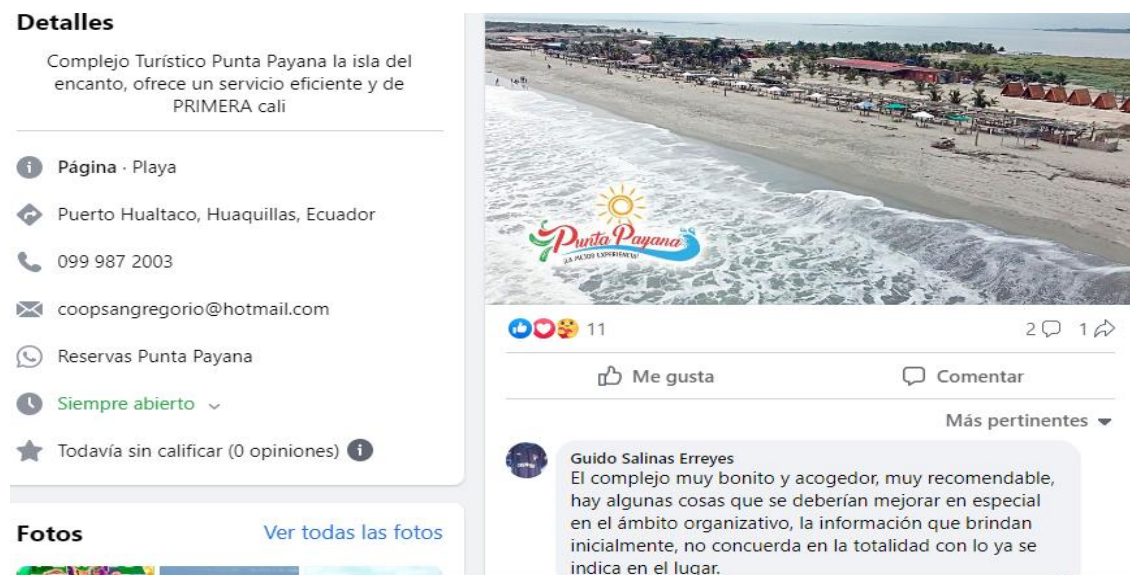 Detalles
Complejo Turístico Punta Payana la isla del
encanto, ofrece un servicio eficiente y de
PRIMERA cali
Página · Playa
Puerto Hualtaco, Huaquillas, Ecuador
099 987 2003
coopsangregorio@hotmail.com
Reservas Punta Payana
Siempre abierto
Todavía sin calificar (0 opiniones)
Fotos
Ver todas las fotos
Punta Payana
¡LA MEJOR EXPERIENCIA!
11
2
1
Me gusta
Comentar
Más pertinentes
Guido Salinas Erreyes
El complejo muy bonito y acogedor, muy recomendable,
hay algunas cosas que se deberían mejorar en especial
en el ámbito organizativo, la información que brindan
inicialmente, no concuerda en la totalidad con lo ya se
indica en el lugar.